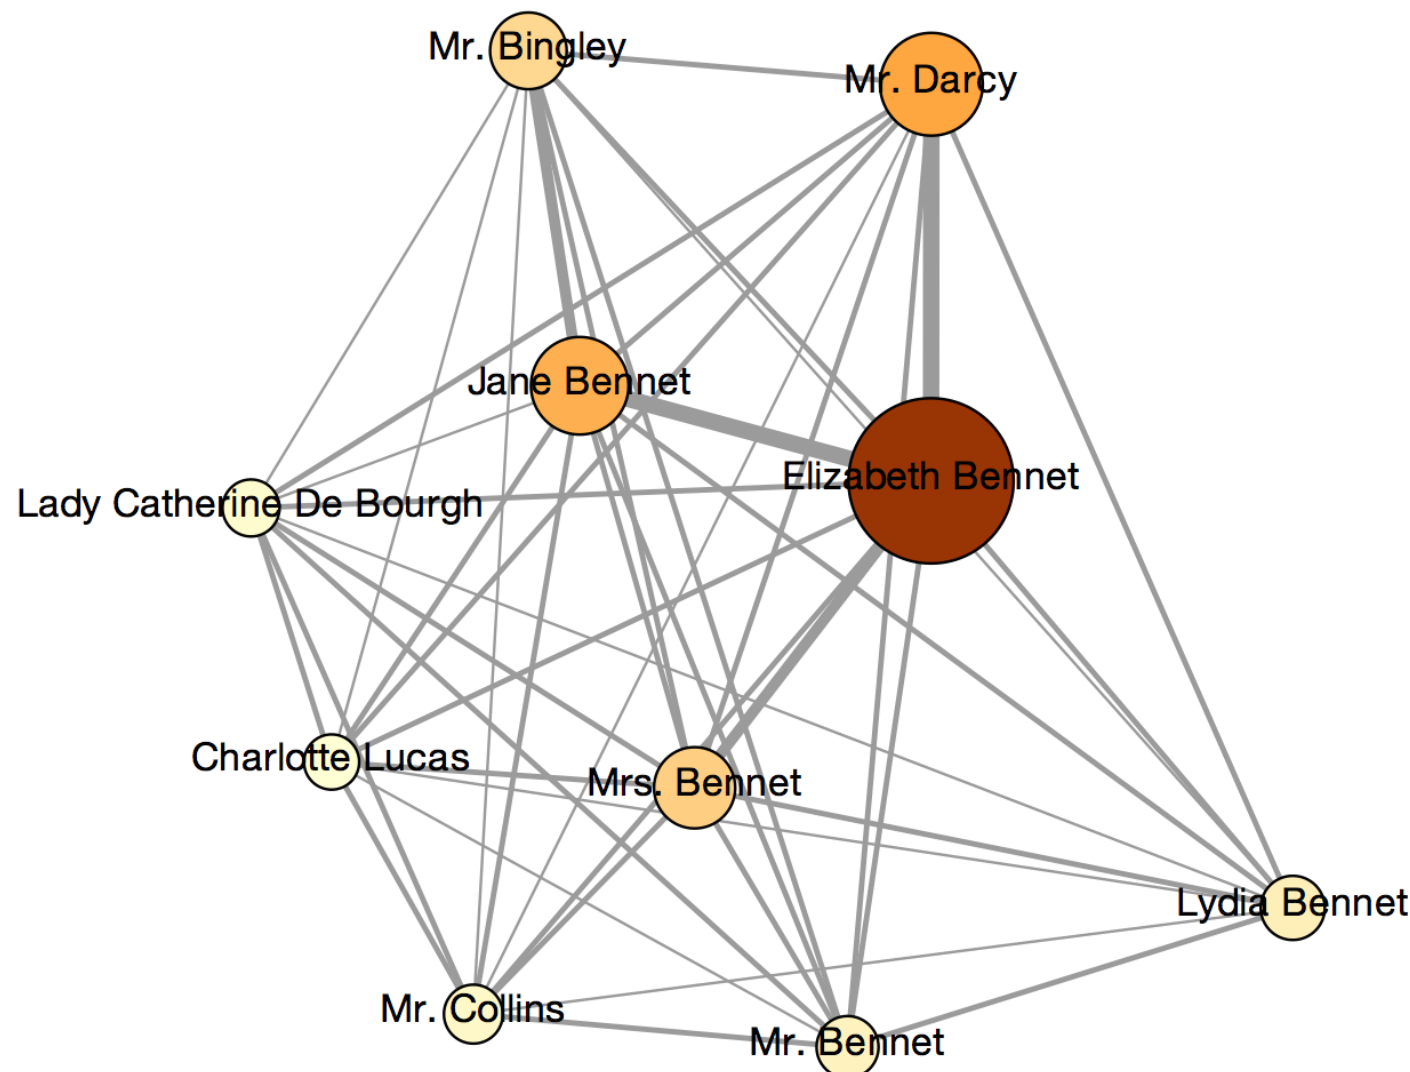 Mr. Bingley
Mr. Darcy
Jane Bennet
Elizabeth Bennet
Lady Catherine De Bourgh
Charlotte Lucas
Mrs. Bennet
Lydia Bennet
Mr. Collins
Mr. Bennet